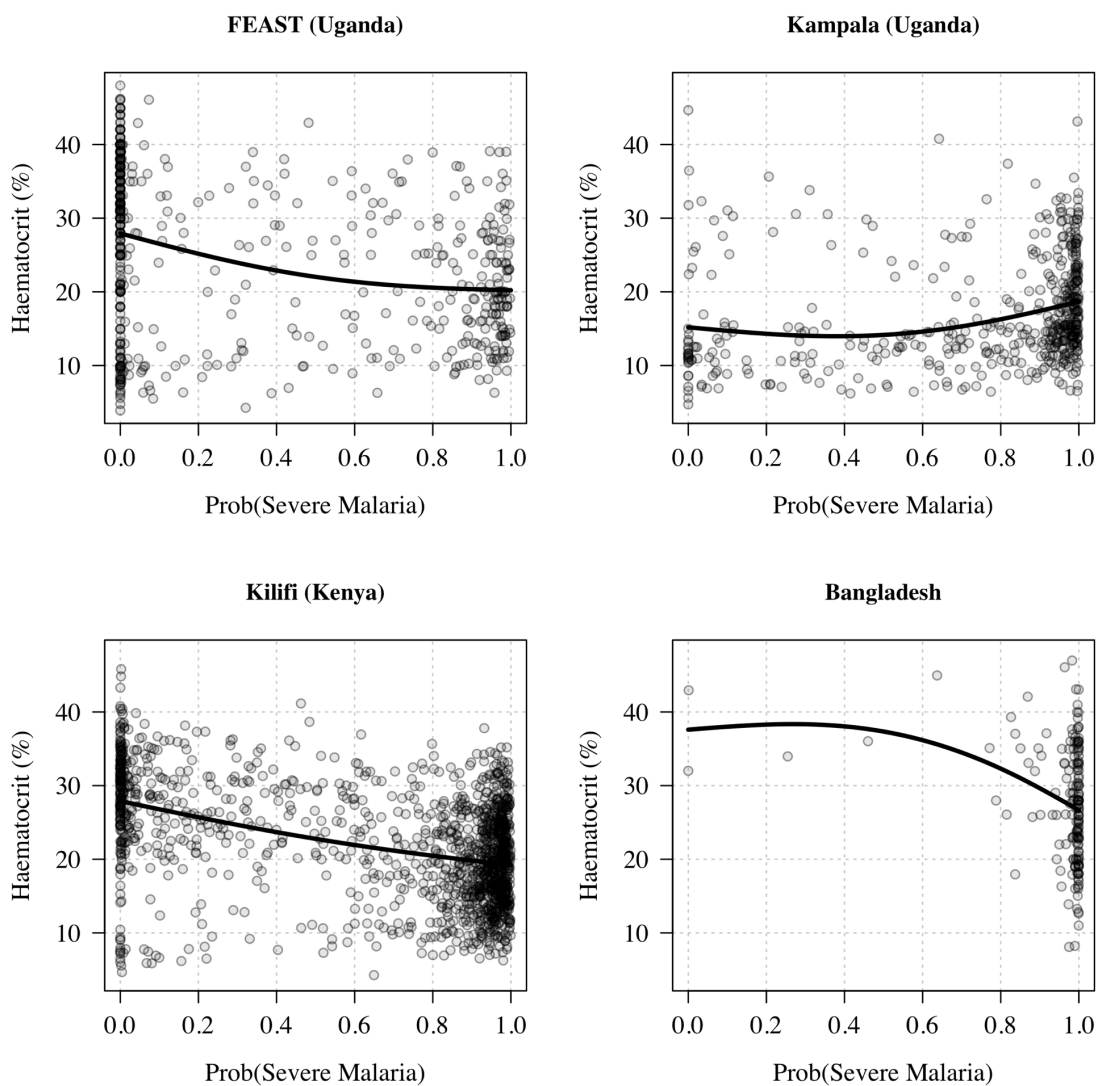 FEAST (Uganda)
Haematocrit (%)
40
30
20
10
0.0 0.2 0.4 0.6 0.8 1.0
Prob(Severe Malaria)
Kampala (Uganda)
Haematocrit (%)
40
30
20
10
0.0 0.2 0.4 0.6 0.8 1.0
Prob(Severe Malaria)
Kilifi (Kenya)
Haematocrit (%)
40
30
20
10
0.0 0.2 0.4 0.6 0.8 1.0
Prob(Severe Malaria)
Bangladesh
Haematocrit (%)
40
30
20
10
0.0 0.2 0.4 0.6 0.8 1.0
Prob(Severe Malaria)